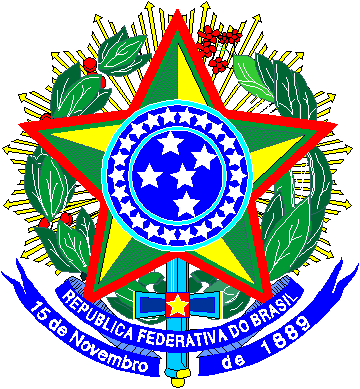 REPUBLICA FEDERATIVA DO BRASIL
15 de Novembro de 1889